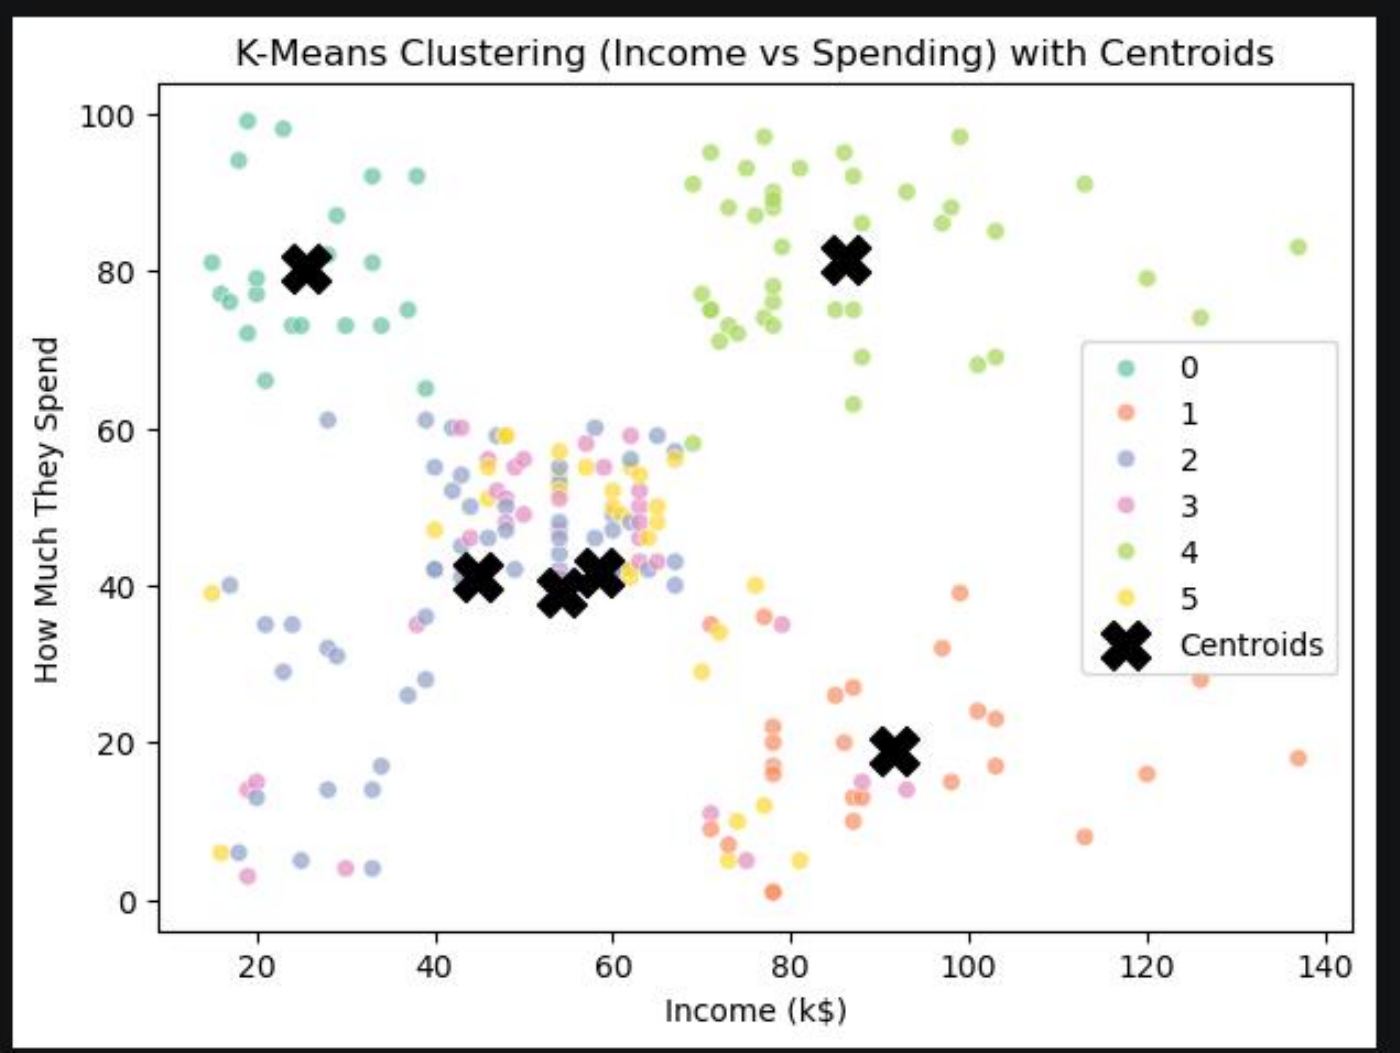 K-Means Clustering (Income vs Spending) with Centroids
100
80
60
40
20
0
How Much They Spend
0
1
2
3
4
5
Centroids
20 40 60 80 100 120 140
Income (k$)